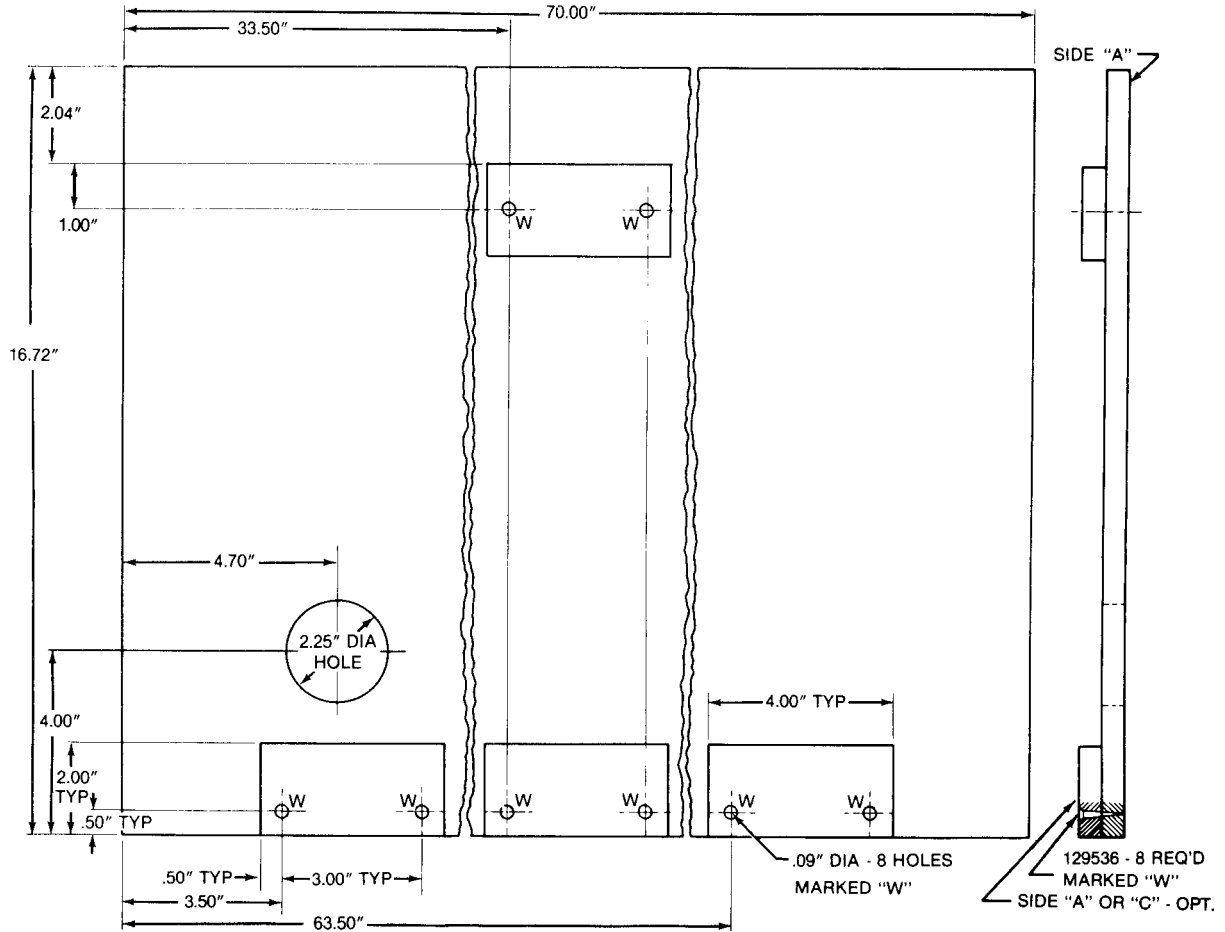 70.00"
33.50"
SIDE "A"
2.04"
1.00"
W
W
16.72"
4.70"
2.25" DIA
HOLE
4.00"
4.00" TYP
2.00"
TYP
W
W
W
W
W
W
.50" TYP
.09" DIA - 8 HOLES
MARKED "W"
129536 - 8 REQ'D
MARKED "W"
SIDE "A" OR "C" - OPT.
.50" TYP
3.00" TYP
3.50"
63.50"